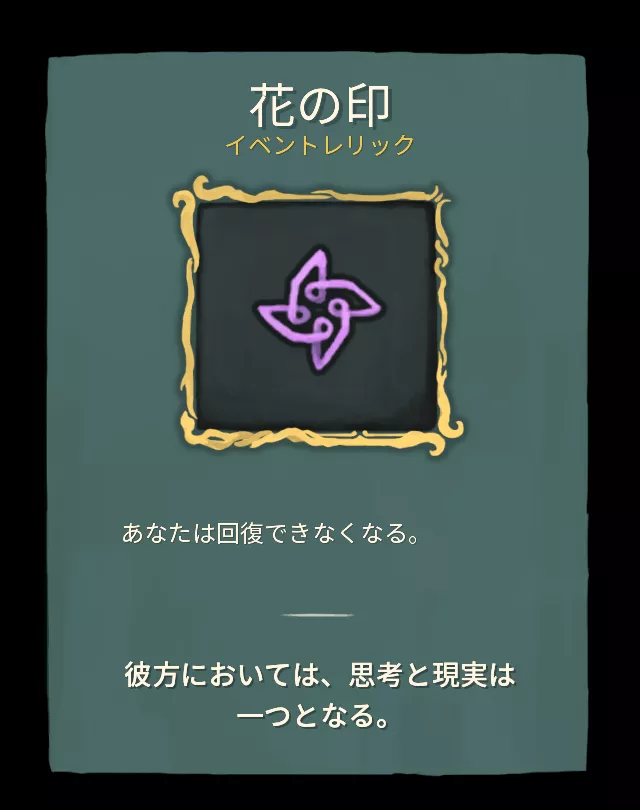 花の印
イベントレリック
あなたは回復できなくなる。
彼方においては、思考と現実は
一つとなる。